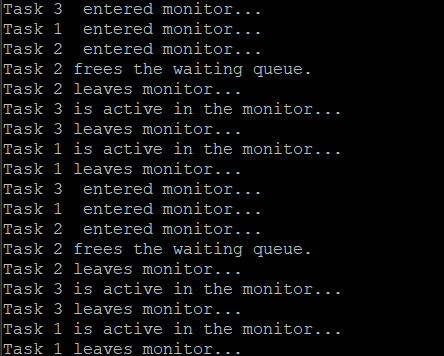 Task 3  entered monitor...
Task 1  entered monitor...
Task 2  entered monitor...
Task 2 frees the waiting queue.
Task 2 leaves monitor...
Task 3 is active in the monitor...
Task 3 leaves monitor...
Task 1 is active in the monitor...
Task 1 leaves monitor...
Task 3  entered monitor...
Task 1  entered monitor...
Task 2  entered monitor...
Task 2 frees the waiting queue.
Task 2 leaves monitor...
Task 3 is active in the monitor...
Task 3 leaves monitor...
Task 1 is active in the monitor...
Task 1 leaves monitor...